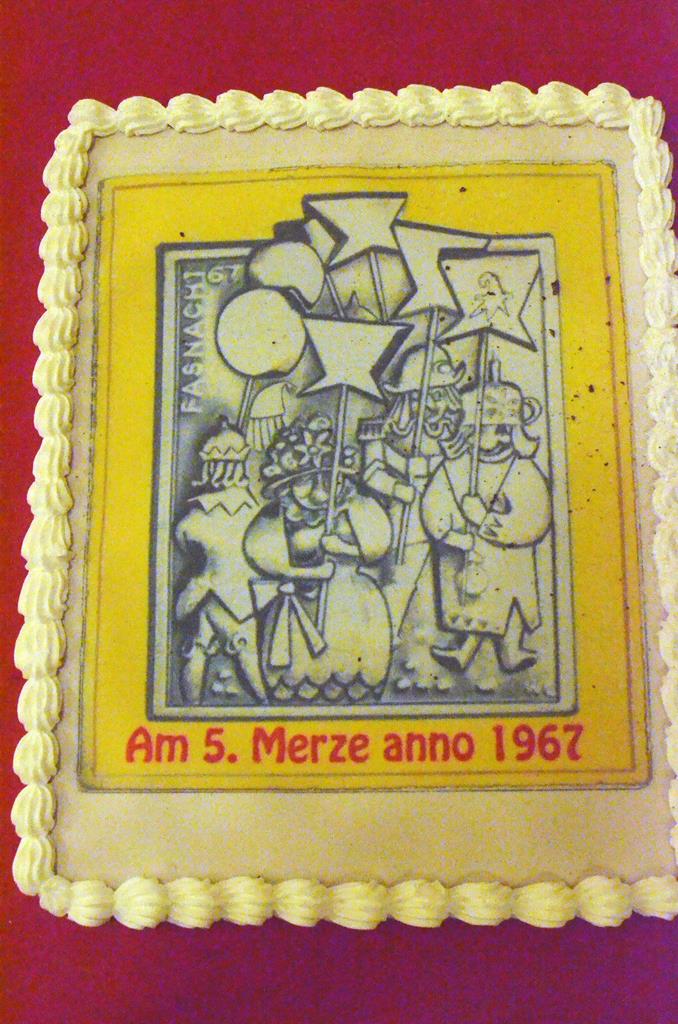 FASNACHT 67
Am 5. Merze anno 1967